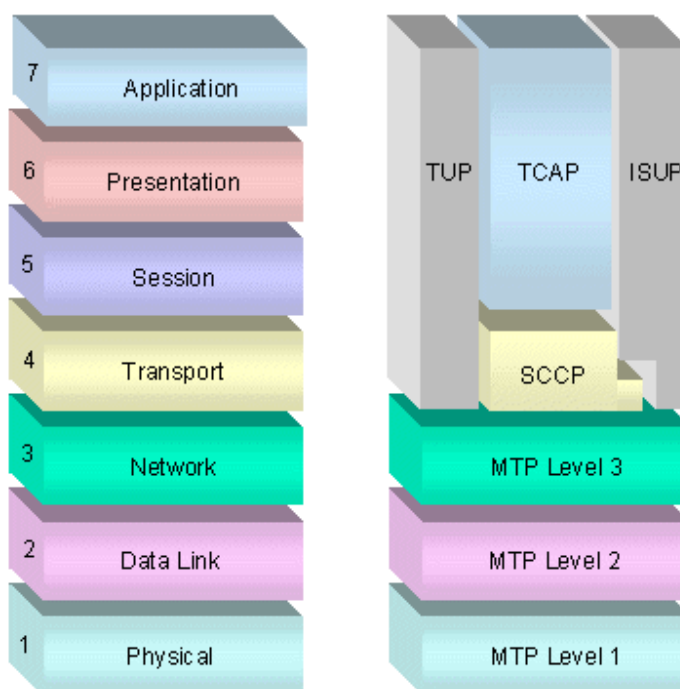 7 Application
6 Presentation
5 Session
4 Transport
3 Network
2 Data Link
1 Physical
TUP TCAP ISUP
SCCP
MTP Level 3
MTP Level 2
MTP Level 1